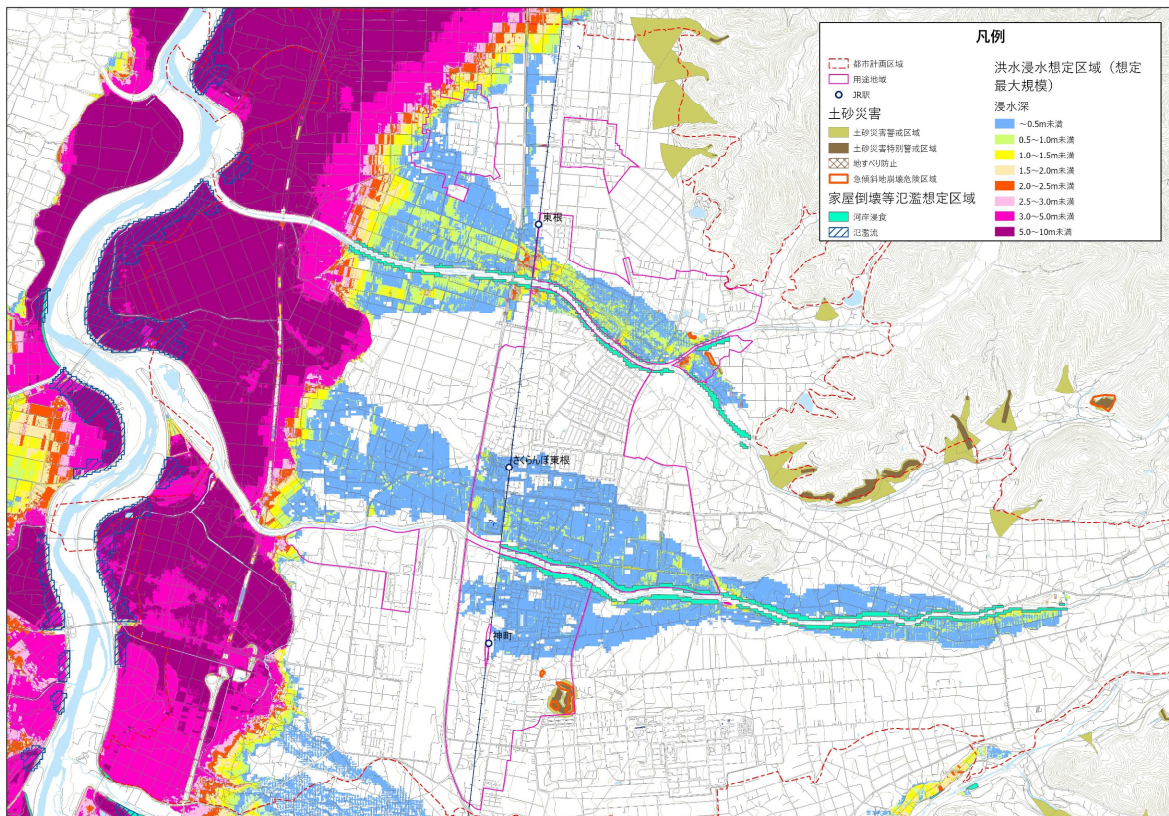 凡例
都市計画区域
用途地域
JR駅
土砂災害
土砂災害警戒区域
土砂災害特別警戒区域
地すべり防止
急傾斜地崩壊危険区域
家屋倒壊等氾濫想定区域
河岸浸食
氾濫流
洪水浸水想定区域（想定
最大規模）
浸水深
～0.5m未満
0.5～1.0m未満
1.0～1.5m未満
1.5～2.0m未満
2.0～2.5m未満
2.5～3.0m未満
3.0～5.0m未満
5.0～10m未満
東根
さくらんぼ東根
神町